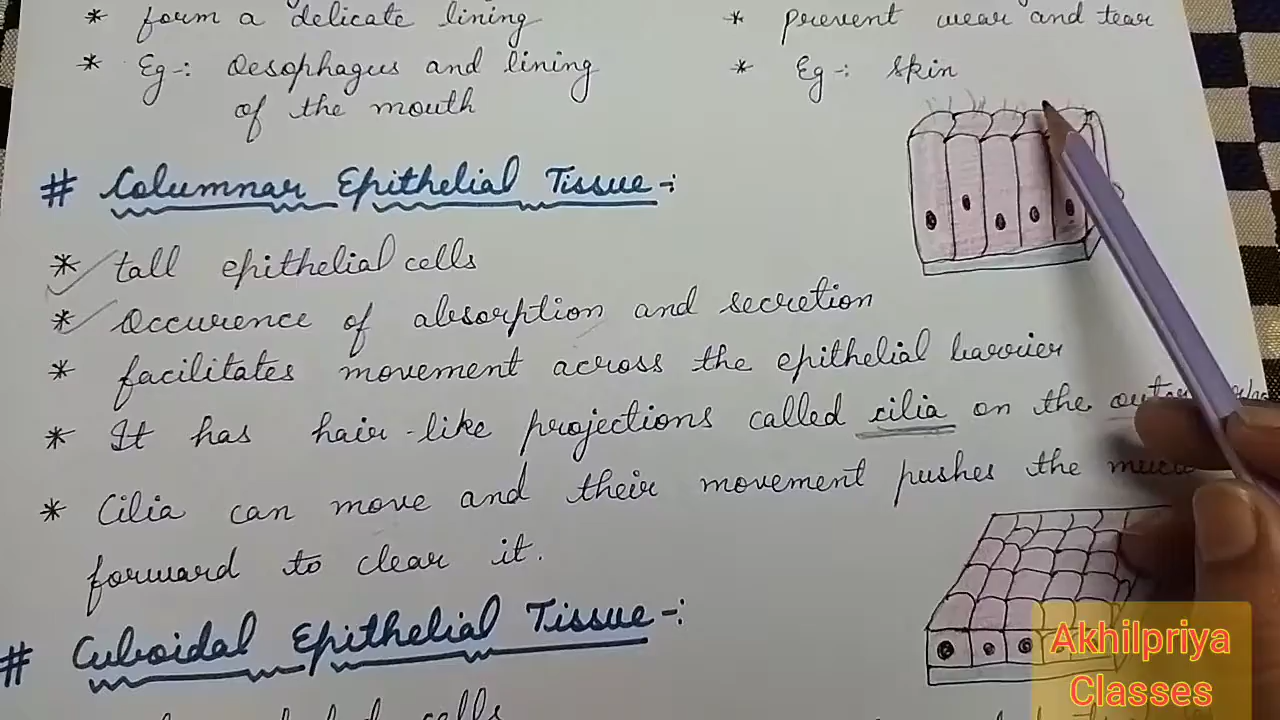 * form a delicate lining
* Eg-: Oesophagus and lining
of the mouth
* prevent wear and tear
* Eg-: skin
# Columnar Epithelial Tissue-:
* tall epithelial cells
* Occurence of absorption and secretion
* facilitates movement across the epithelial barrier
* It has hair-like projections called cilia on the
* Cilia can move and their movement pushes the
forward to clear it.
# Cuboidal Epithelial Tissue-:
cells
Akhilpriya
Classes